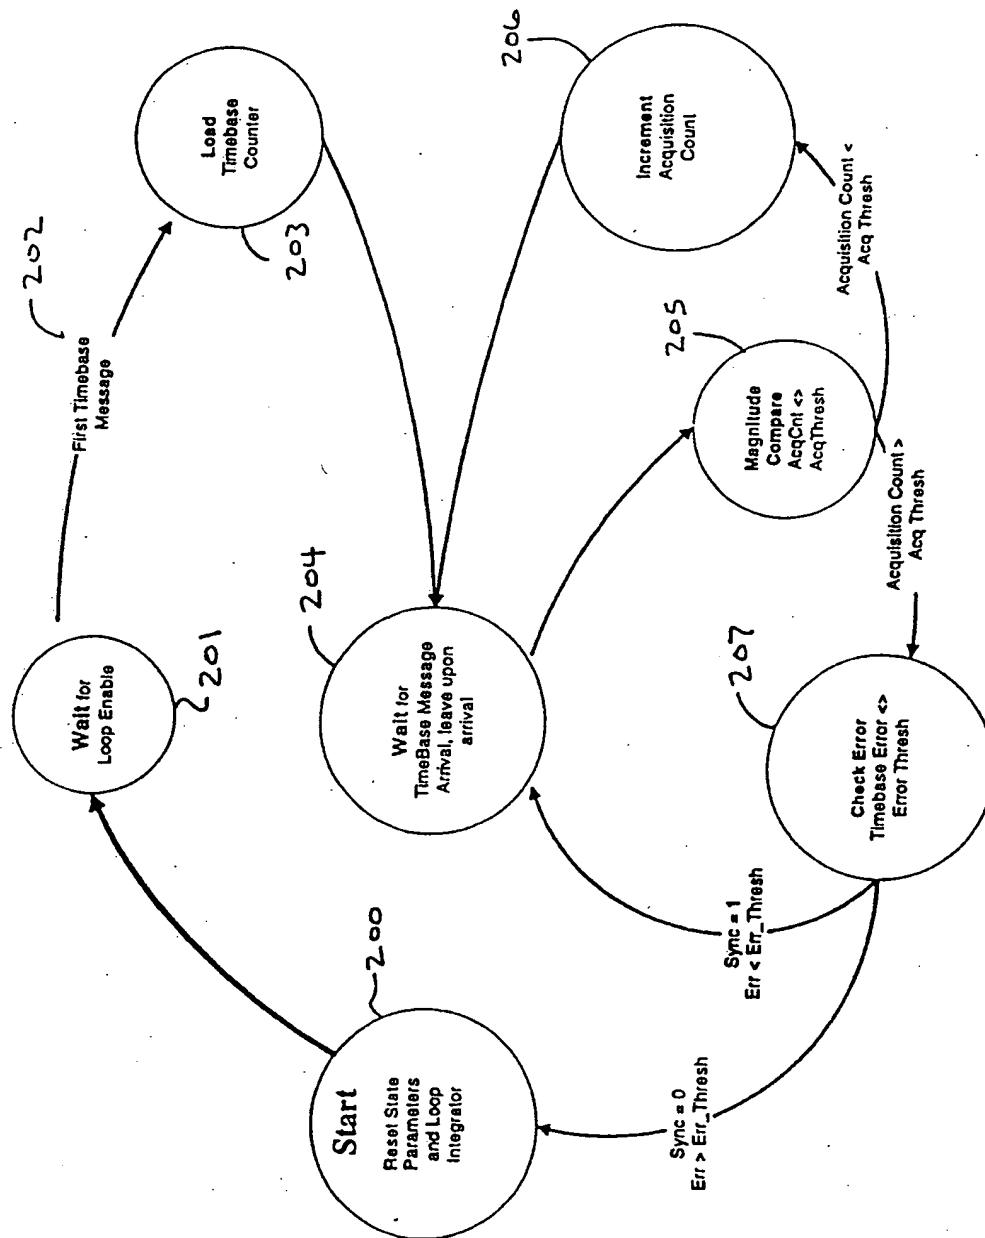 Start
Reset State
Parameters
and Loop
Integrator
200
Wait for
Loop Enable
201
First Timebase
Message
202
Load
Timebase
Counter
203
Wait for
TimeBase Message
Arrival, leave upon
arrival
204
Magnitude
Compare
AcqCnt <>
AcqThresh
205
Acquisition Count <
Acq Thresh
Increment
Acquisition
Count
206
Acquisition Count >
Acq Thresh
Check Error
Timebase Error <>
Error Thresh
207
Sync = 1
Err < Err_Thresh
Sync = 0
Err > Err_Thresh